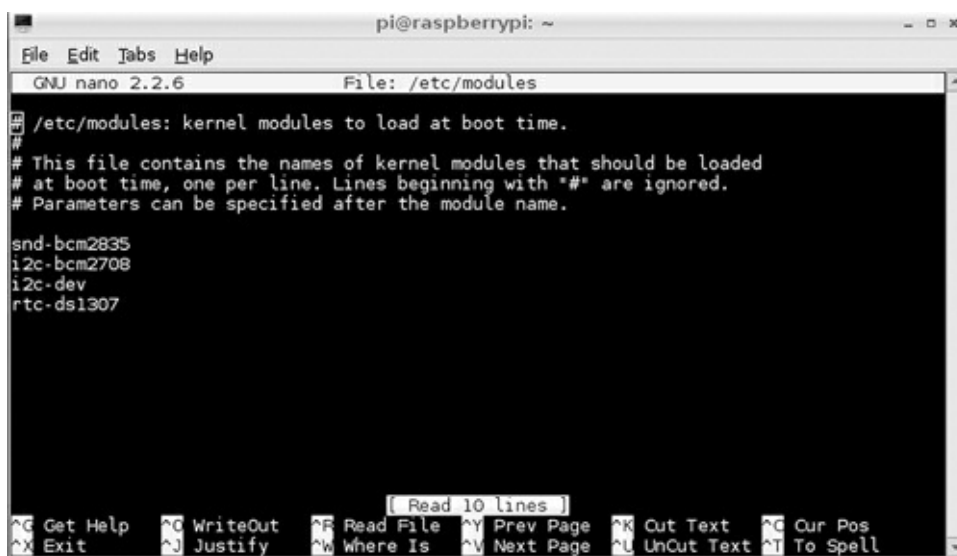 pi@raspberrypi: ~
File Edit Tabs Help
GNU nano 2.2.6 File: /etc/modules
# /etc/modules: kernel modules to load at boot time.
#
# This file contains the names of kernel modules that should be loaded
# at boot time, one per line. Lines beginning with "#" are ignored.
# Parameters can be specified after the module name.
snd-bcm2835
i2c-bcm2708
i2c-dev
rtc-ds1307
[ Read 10 lines ]
^G Get Help ^O WriteOut ^R Read File ^Y Prev Page ^K Cut Text ^C Cur Pos
^X Exit ^J Justify ^W Where Is ^V Next Page ^U UnCut Text ^T To Spell